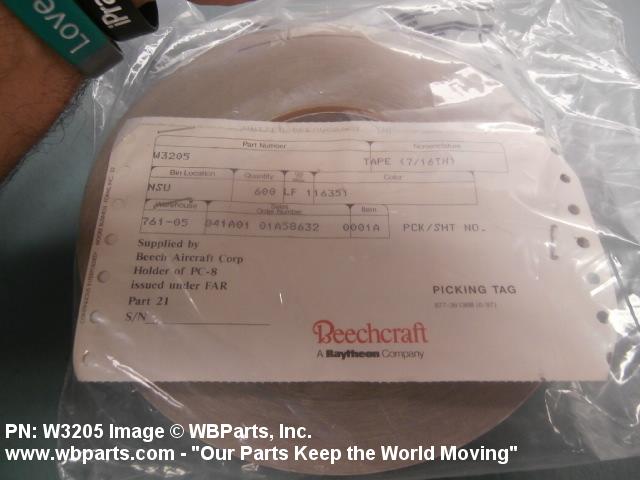 Love
iPra
Part Number
Nomenclature
W3205 TAPE (7/16TH)
Bin Location Quantity Color
NSU 600 LF 116351
Warehouse Sales Order Number Item
761-05 041A01 01A58632 0001A PCK/SHT NO.
Supplied by
Beech Aircraft Corp
Holder of PC-8
issued under FAR
Part 21
S/N
PICKING TAG
Beechcraft
A Raytheon Company
PN: W3205 Image © WBParts, Inc.
www.wbparts.com - "Our Parts Keep the World Moving"